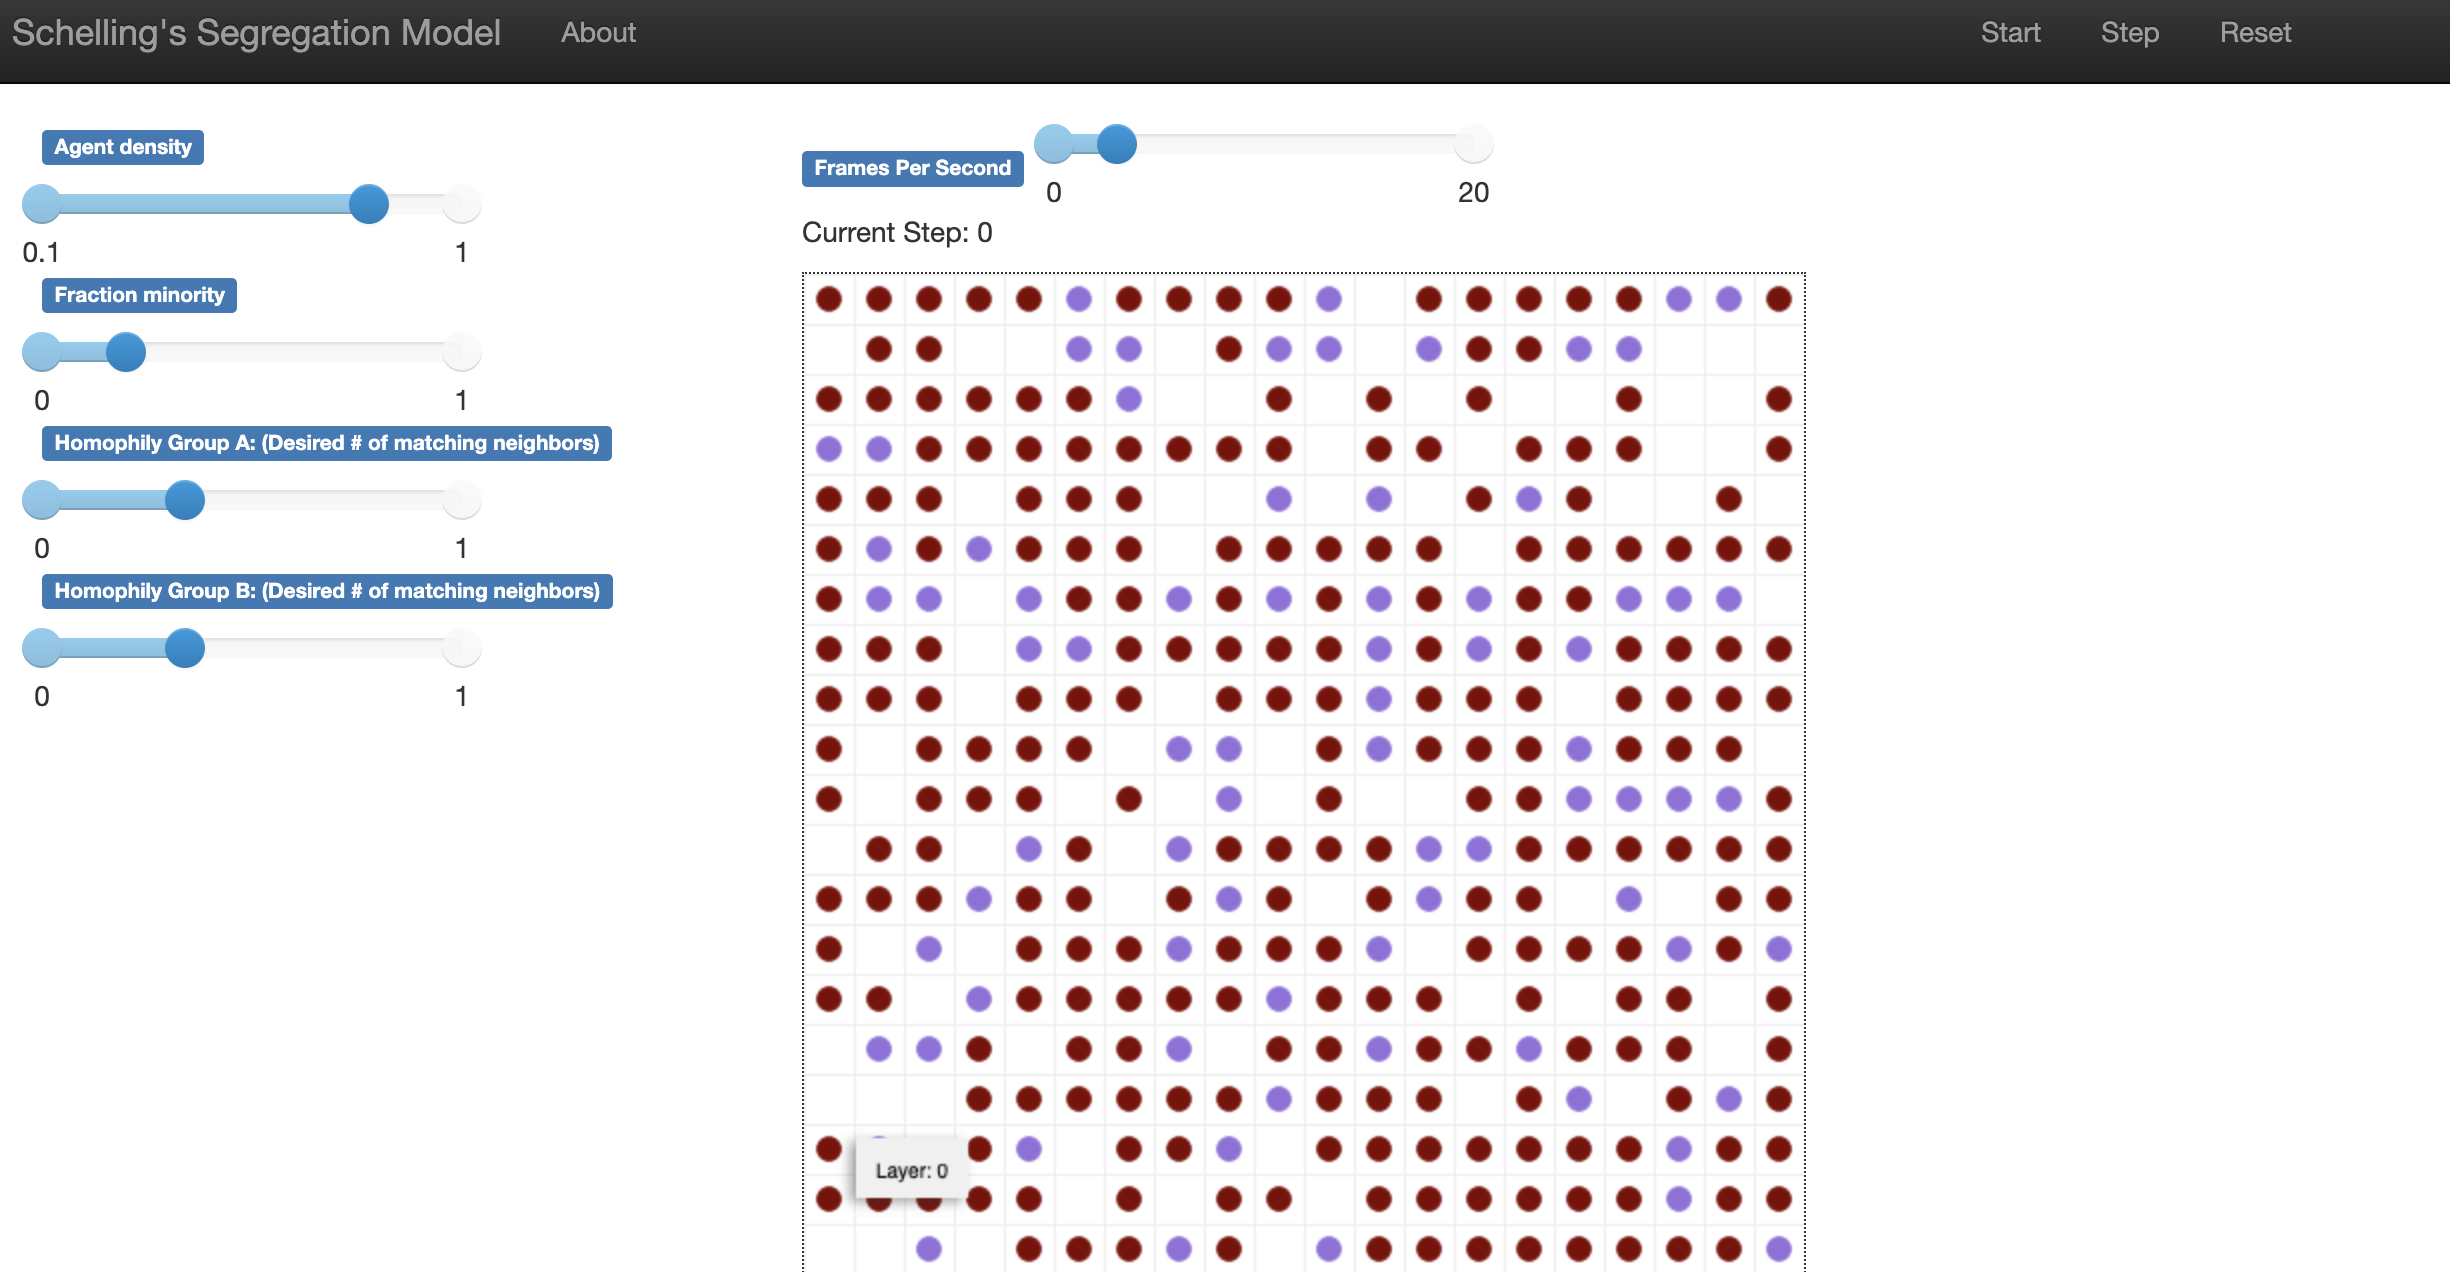 Schelling's Segregation Model About Start Step Reset
Agent density
0.1 1
Fraction minority
0 1
Homophily Group A: (Desired # of matching neighbors)
0 1
Homophily Group B: (Desired # of matching neighbors)
0 1
Frames Per Second
0 20
Current Step: 0
Layer: 0